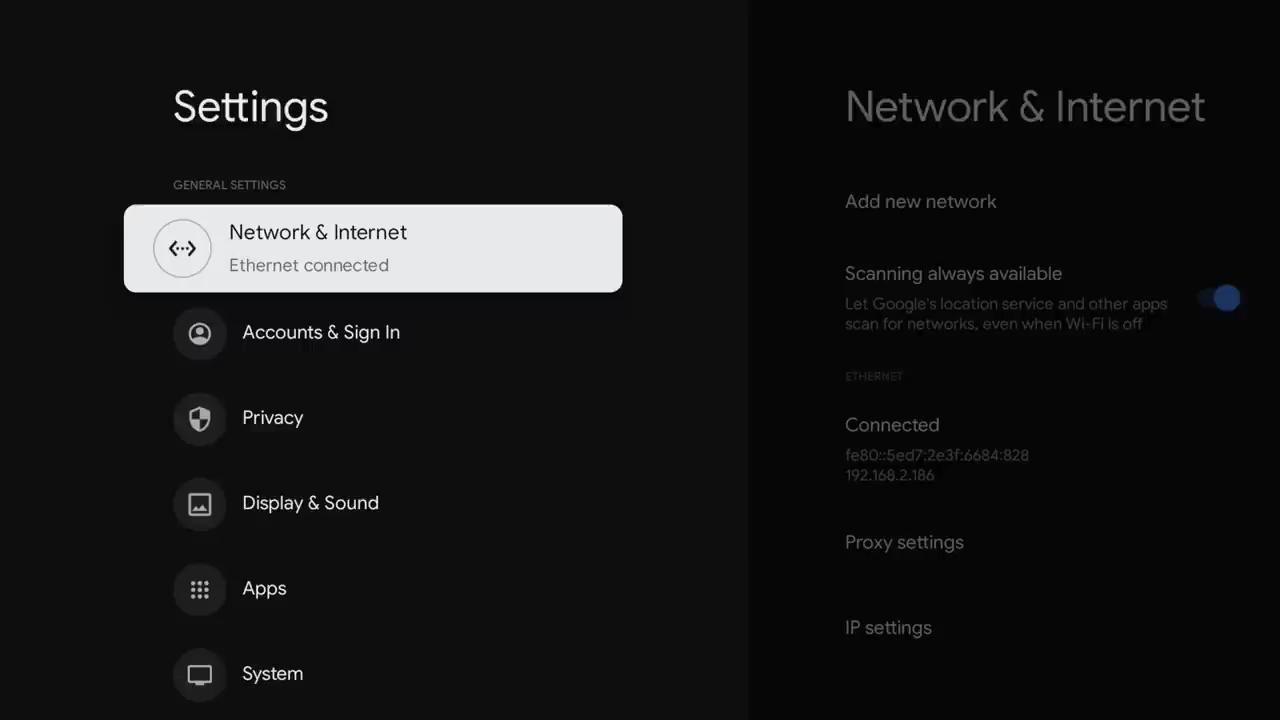 Settings
GENERAL SETTINGS
Network & Internet
Ethernet connected
Accounts & Sign In
Privacy
Display & Sound
Apps
System
Network & Internet
Add new network
Scanning always available
Let Google's location service and other apps
scan for networks, even when Wi-Fi is off
ETHERNET
Connected
fe80::5ed7:2e3f:6684:828
192.168.2.186
Proxy settings
IP settings